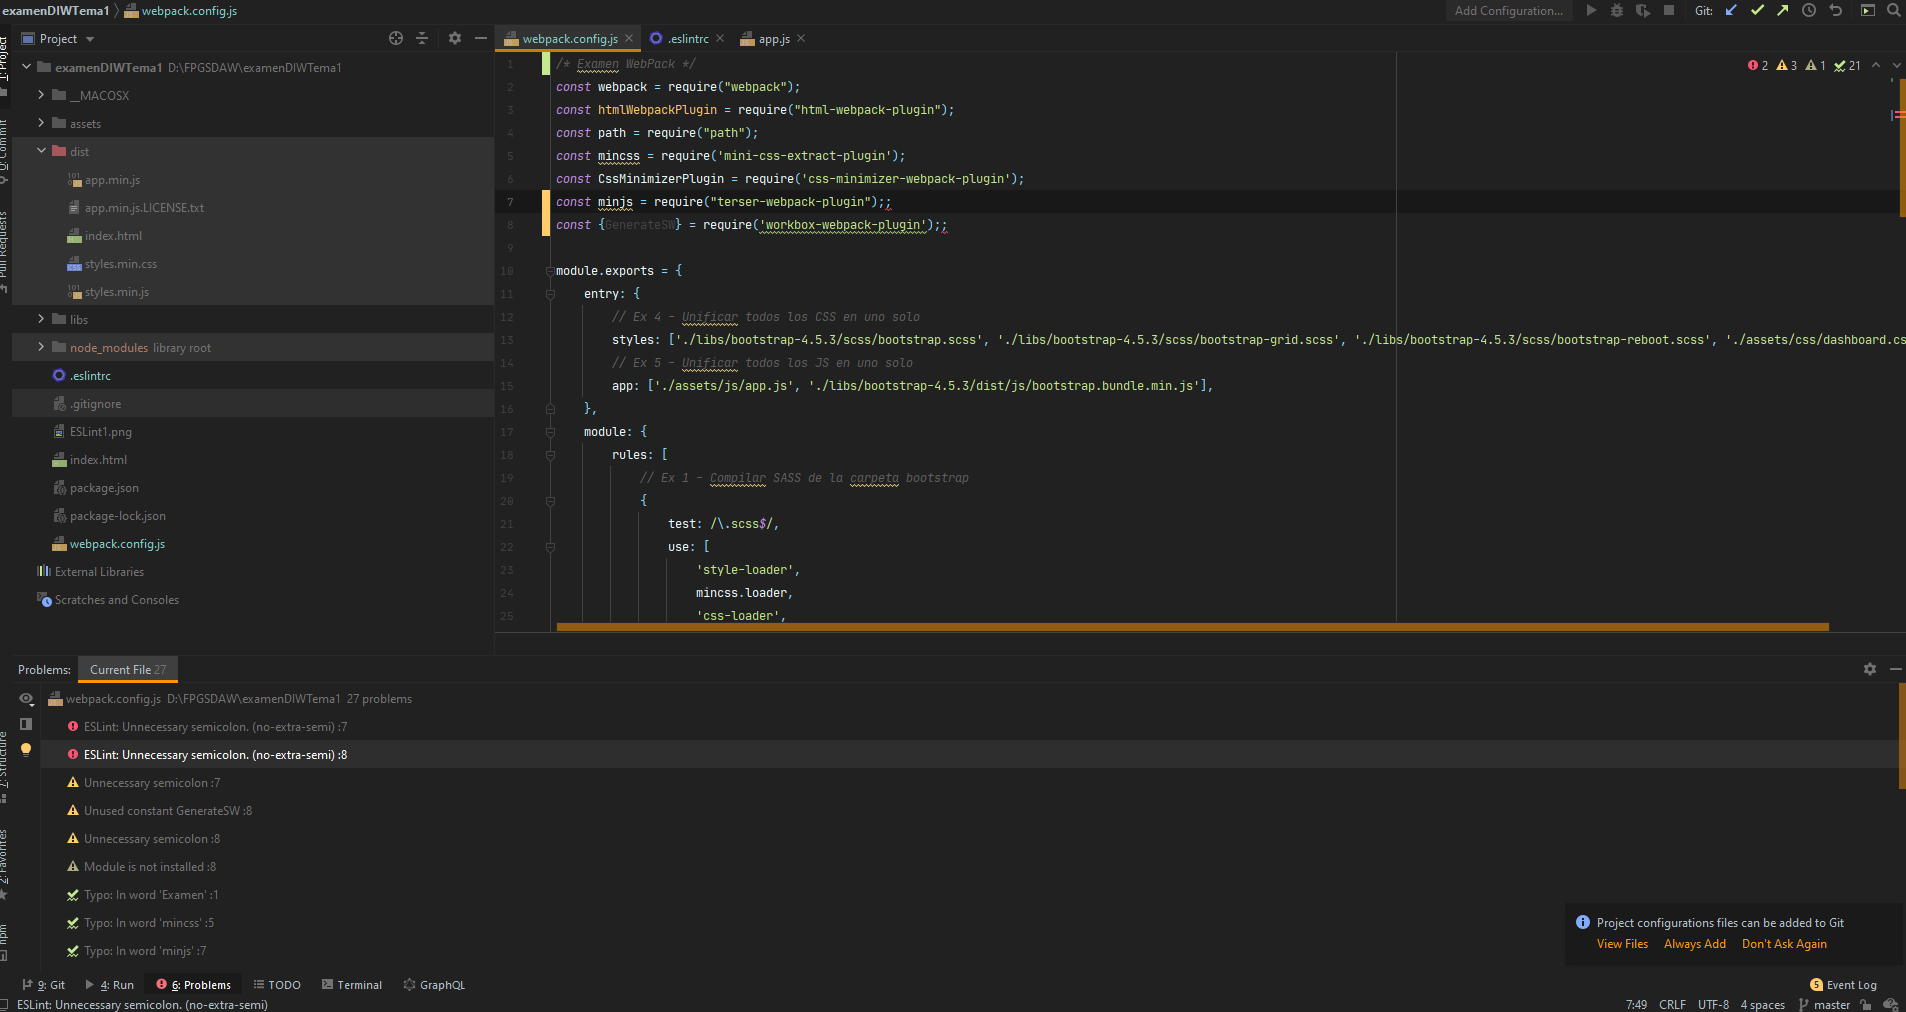 examenDIWTema1 webpack.config.js
Add Configuration... Git:
Project
webpack.config.js .eslintrc app.js
1: Project
0: Commit
Pull Requests
7: Structure
2: Favorites
npm
examenDIWTema1 D:\FPGSDAW\examenDIWTema1
__MACOSX
assets
dist
app.min.js
app.min.js.LICENSE.txt
index.html
styles.min.css
styles.min.js
libs
node_modules library root
.eslintrc
.gitignore
ESLint1.png
index.html
package.json
package-lock.json
webpack.config.js
External Libraries
Scratches and Consoles
2 3 1 21
1 /* Examen WebPack */
2 const webpack = require("webpack");
3 const htmlWebpackPlugin = require("html-webpack-plugin");
4 const path = require("path");
5 const mincss = require('mini-css-extract-plugin');
6 const CssMinimizerPlugin = require('css-minimizer-webpack-plugin');
7 const minjs = require("terser-webpack-plugin");;
8 const {GenerateSW} = require('workbox-webpack-plugin');;
9
10 module.exports = {
11 entry: {
12 // Ex 4 - Unificar todos los CSS en uno solo
13 styles: ['./libs/bootstrap-4.5.3/scss/bootstrap.scss', './libs/bootstrap-4.5.3/scss/bootstrap-grid.scss', './libs/bootstrap-4.5.3/scss/bootstrap-reboot.scss', './assets/css/dashboard.cs
14 // Ex 5 - Unificar todos los JS en uno solo
15 app: ['./assets/js/app.js', './libs/bootstrap-4.5.3/dist/js/bootstrap.bundle.min.js'],
16 },
17 module: {
18 rules: [
19 // Ex 1 - Compilar SASS de la carpeta bootstrap
20 {
21 test: /\.scss$/,
22 use: [
23 'style-loader',
24 mincss.loader,
25 'css-loader',
Problems: Current File 27
webpack.config.js D:\FPGSDAW\examenDIWTema1 27 problems
ESLint: Unnecessary semicolon. (no-extra-semi) :7
ESLint: Unnecessary semicolon. (no-extra-semi) :8
Unnecessary semicolon :7
Unused constant GenerateSW :8
Unnecessary semicolon :8
Module is not installed :8
Typo: In word 'Examen' :1
Typo: In word 'mincss' :5
Typo: In word 'minjs' :7
Project configurations files can be added to Git
View Files Always Add Don't Ask Again
9: Git 4: Run 6: Problems TODO Terminal GraphQL 5 Event Log
ESLint: Unnecessary semicolon. (no-extra-semi) 7:49 CRLF UTF-8 4 spaces master